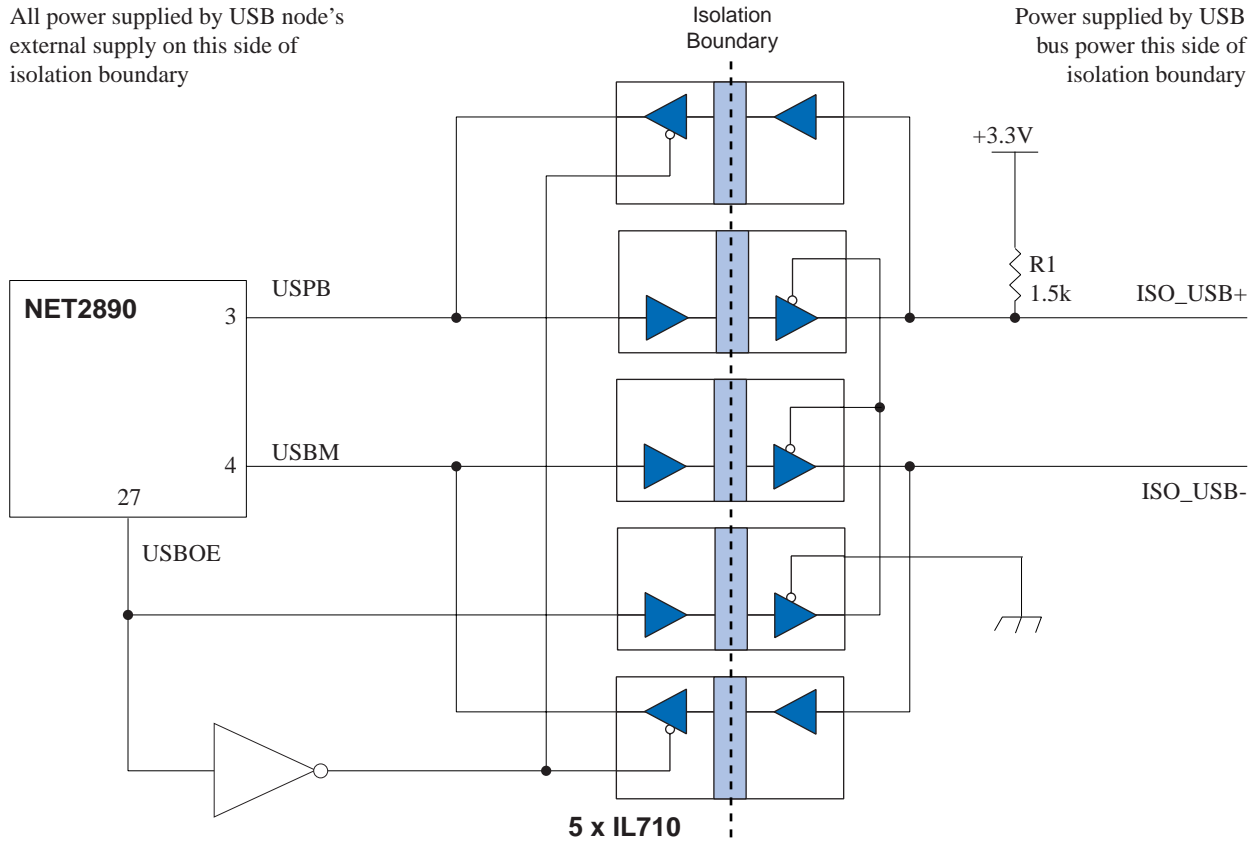 All power supplied by USB node's
external supply on this side of
isolation boundary
Isolation
Boundary
Power supplied by USB
bus power this side of
isolation boundary
+3.3V
R1
1.5k
NET2890
3
USPB
ISO_USB+
4
USBM
ISO_USB-
27
USBOE
5 x IL710